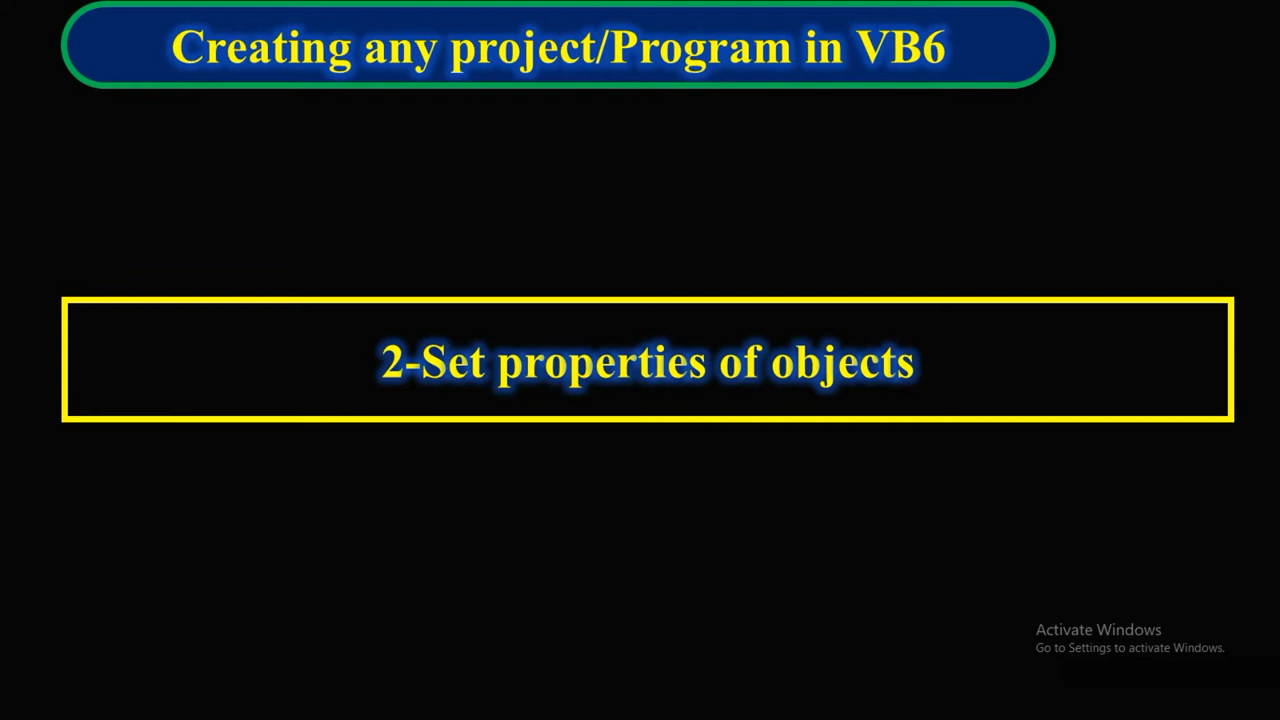 Creating any project/Program in VB6
2-Set properties of objects
Activate Windows
Go to Settings to activate Windows.